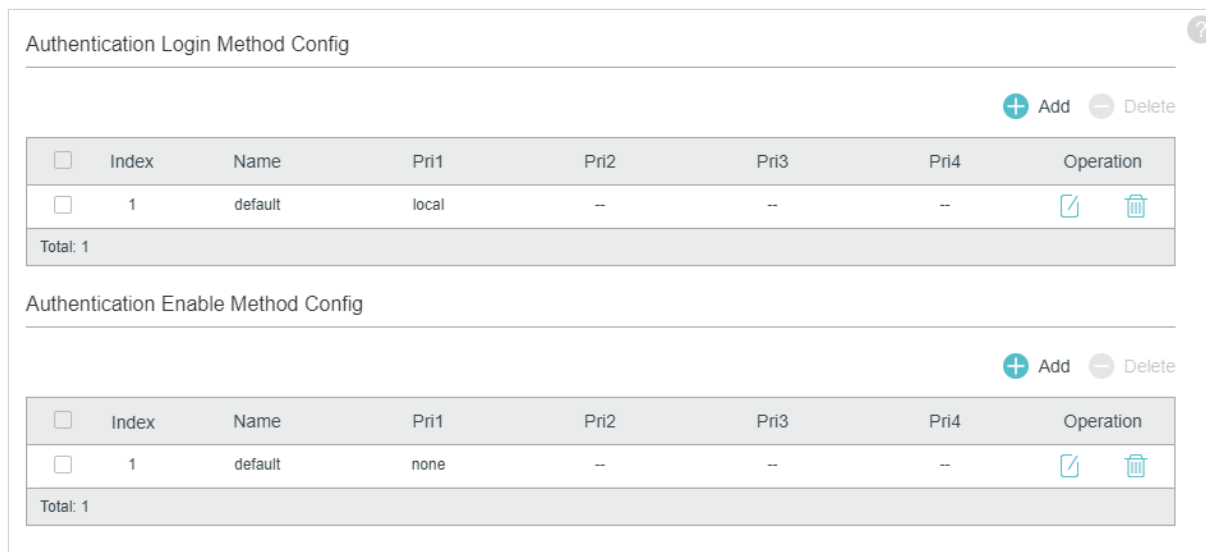 ?
Authentication Login Method Config
Add Delete
Index Name Pri1 Pri2 Pri3 Pri4 Operation
1 default local -- -- --
Total: 1
Authentication Enable Method Config
Add Delete
Index Name Pri1 Pri2 Pri3 Pri4 Operation
1 default none -- -- --
Total: 1